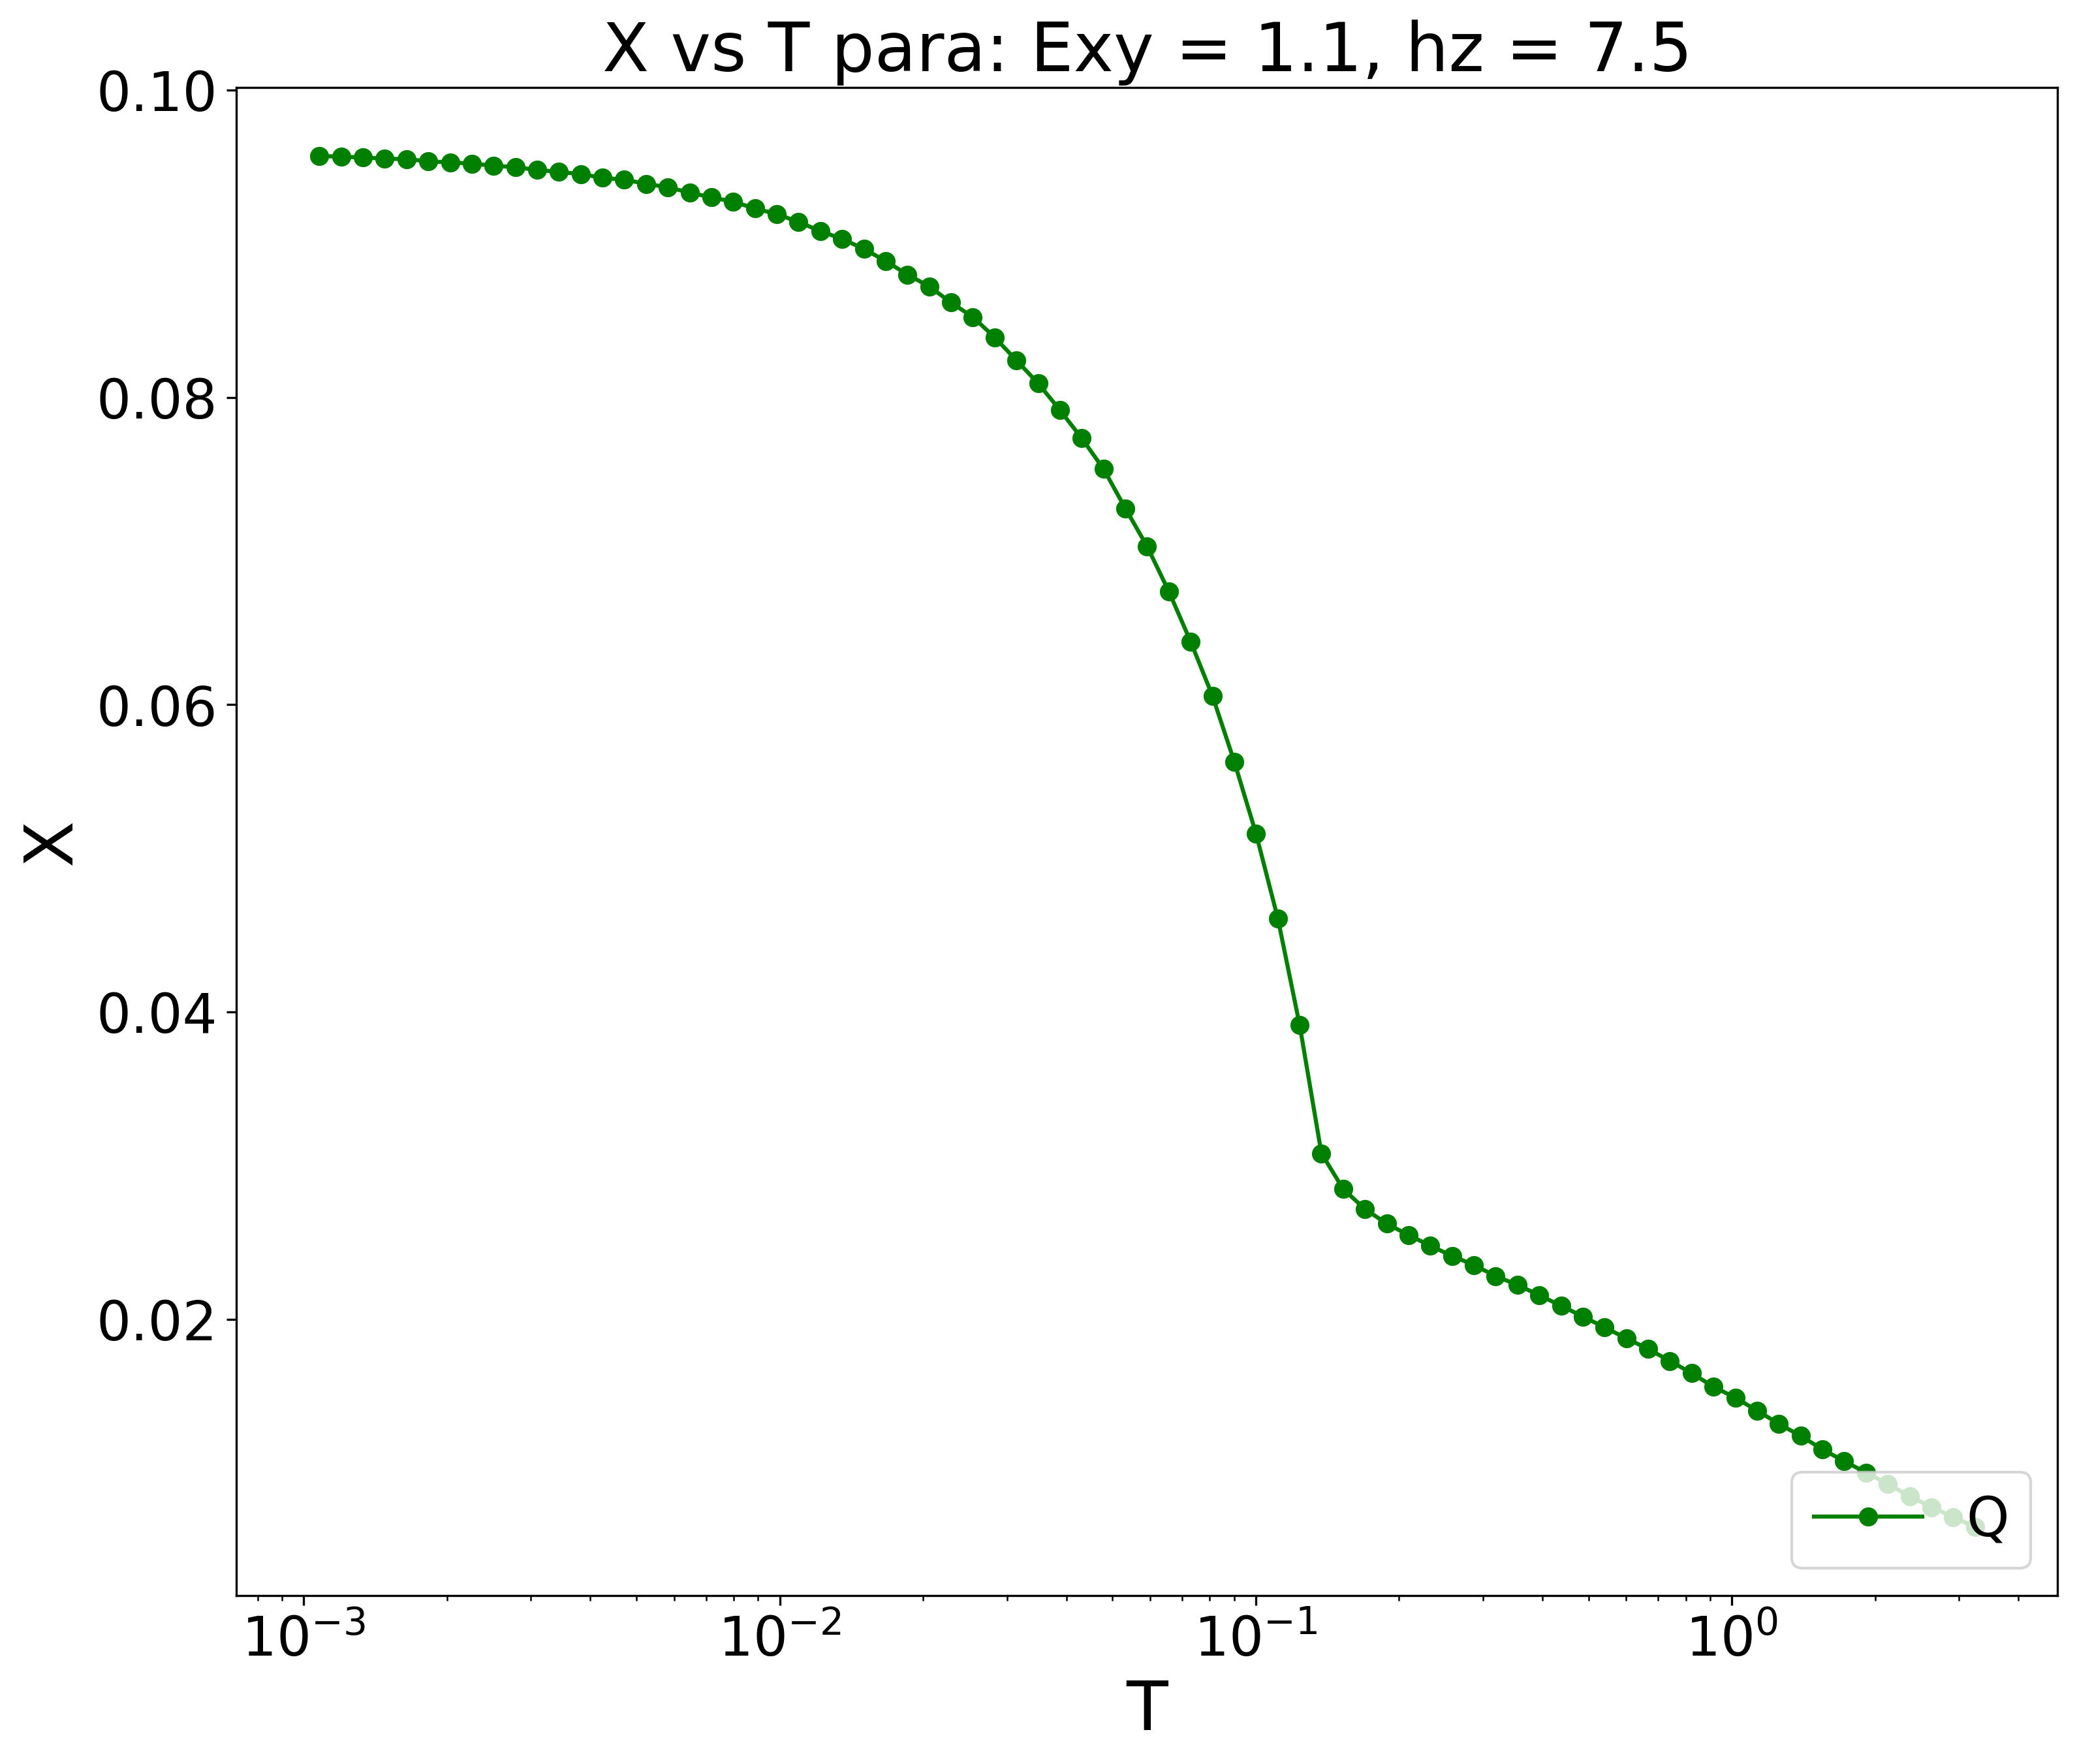 X vs T para: Exy = 1.1, hz = 7.5
0.10
0.08
0.06
0.04
0.02
X
10⁻³ 10⁻² 10⁻¹ 10⁰
T
Q